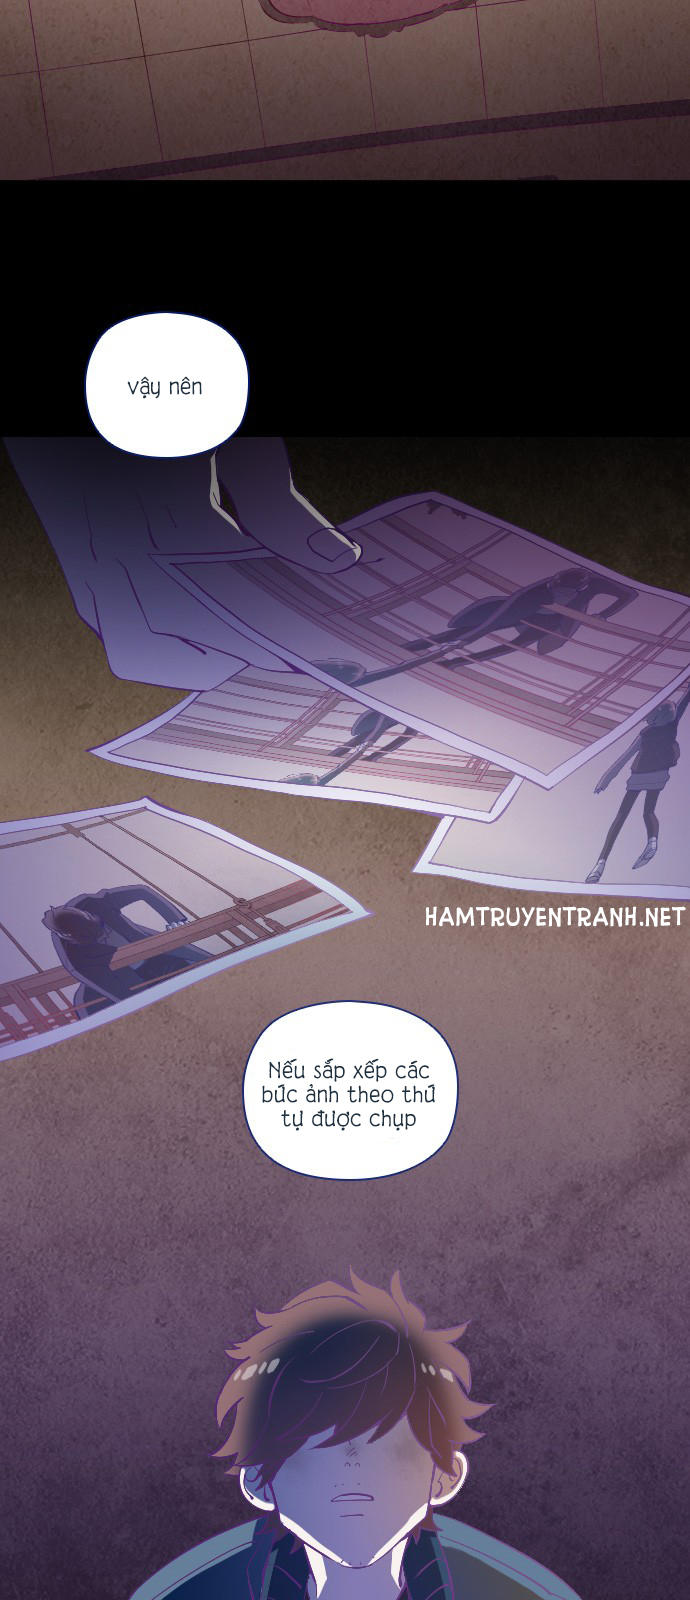 vậy nên
HAMTRUYENTRANH.NET
Nếu sắp xếp các
bức ảnh theo thứ
tự được chụp